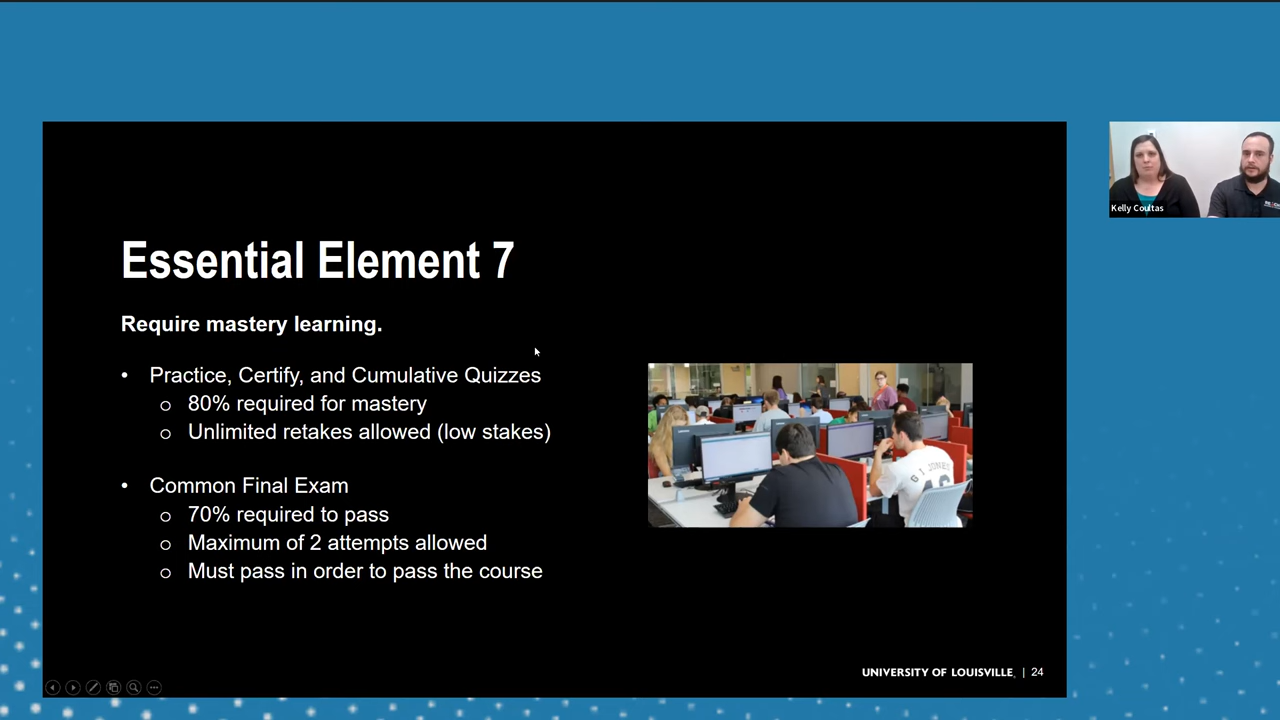 Essential Element 7
Require mastery learning.
• Practice, Certify, and Cumulative Quizzes
o 80% required for mastery
o Unlimited retakes allowed (low stakes)
• Common Final Exam
o 70% required to pass
o Maximum of 2 attempts allowed
o Must pass in order to pass the course
UNIVERSITY OF LOUISVILLE. | 24
Kelly Coultas
G I JONES